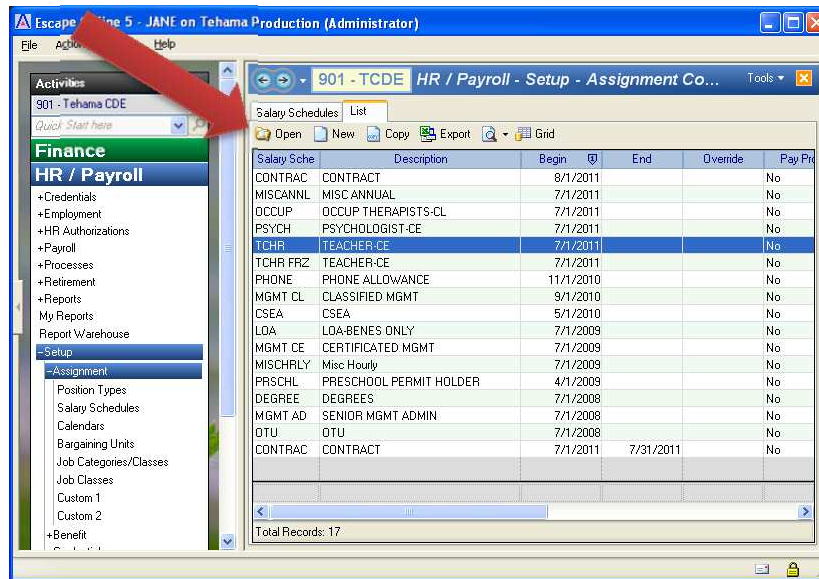 Escape Online 5 - JANE on Tehama Production (Administrator)
File Help
Activities
901 - Tehama CDE
Quick Start here
Finance
HR / Payroll
+Credentials
+Employment
+HR Authorizations
+Payroll
+Processes
+Retirement
+Reports
My Reports
Report Warehouse
-Setup
-Assignment
Position Types
Salary Schedules
Calendars
Bargaining Units
Job Categories/Classes
Job Classes
Custom 1
Custom 2
+Benefit
901 - TCDE HR / Payroll - Setup - Assignment Co... Tools
Salary Schedules List
Open New Copy Export Grid
Salary Sche Description Begin End Override Pay Pro
CONTRAC CONTRACT 8/1/2011 No
MISCANNL MISC ANNUAL 7/1/2011 No
OCCUP OCCUP THERAPISTS-CL 7/1/2011 No
PSYCH PSYCHOLOGIST-CE 7/1/2011 No
TCHR TEACHER-CE 7/1/2011 No
TCHR FRZ TEACHER-CE 7/1/2011 No
PHONE PHONE ALLOWANCE 11/1/2010 No
MGMT CL CLASSIFIED MGMT 9/1/2010 No
CSEA CSEA 5/1/2010 No
LOA LOA-BENES ONLY 7/1/2009 No
MGMT CE CERTIFICATED MGMT 7/1/2009 No
MISCHRLY Misc Hourly 7/1/2009 No
PRSCHL PRESCHOOL PERMIT HOLDER 4/1/2009 No
DEGREE DEGREES 7/1/2008 No
MGMT AD SENIOR MGMT ADMIN 7/1/2008 No
OTU OTU 7/1/2008 No
CONTRAC CONTRACT 7/1/2011 7/31/2011 No
Total Records: 17